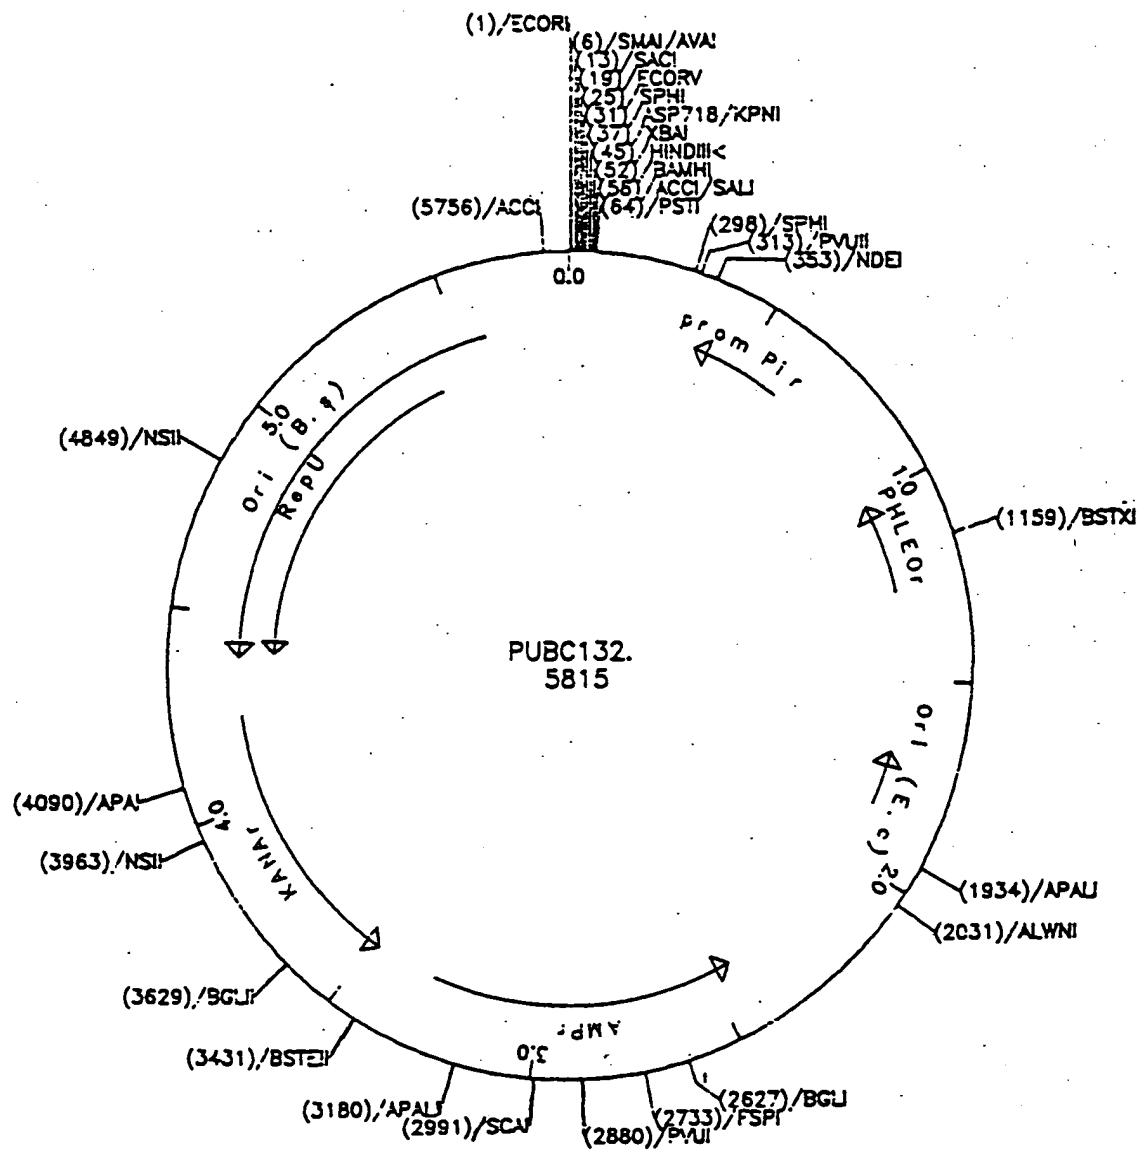 (1)/ECORI
(6)/SMAI/AVAI
(13)/SACI
(19)/ECORV
(25)/SPHI
(31)/ASP718/KPNI
(37)/XBAI
(45)/HINDIII<
(52)/BAMHI
(58)/ACCI/SALI
(64)/PSTI
(5756)/ACCI
(298)/SPHI
(313)/PVUII
(353)/NDEI
0.0
prom Pir
5.0
Ori (B. s)
RepU
(4849)/NSII
1.0
PHLEOr
(1159)/BSTXI
PUBC132.
5815
Ori (E. c)
(4090)/APAI
4.0
(3963)/NSII
KANAr
2.0
(1934)/APALI
(2031)/ALWNI
(3629)/BGLII
AMPr
(3431)/BSTEII
3.0
(2627)/BGLI
(3180)/APALI
(2733)/FSPI
(2991)/SCAI
(2880)/PVUI